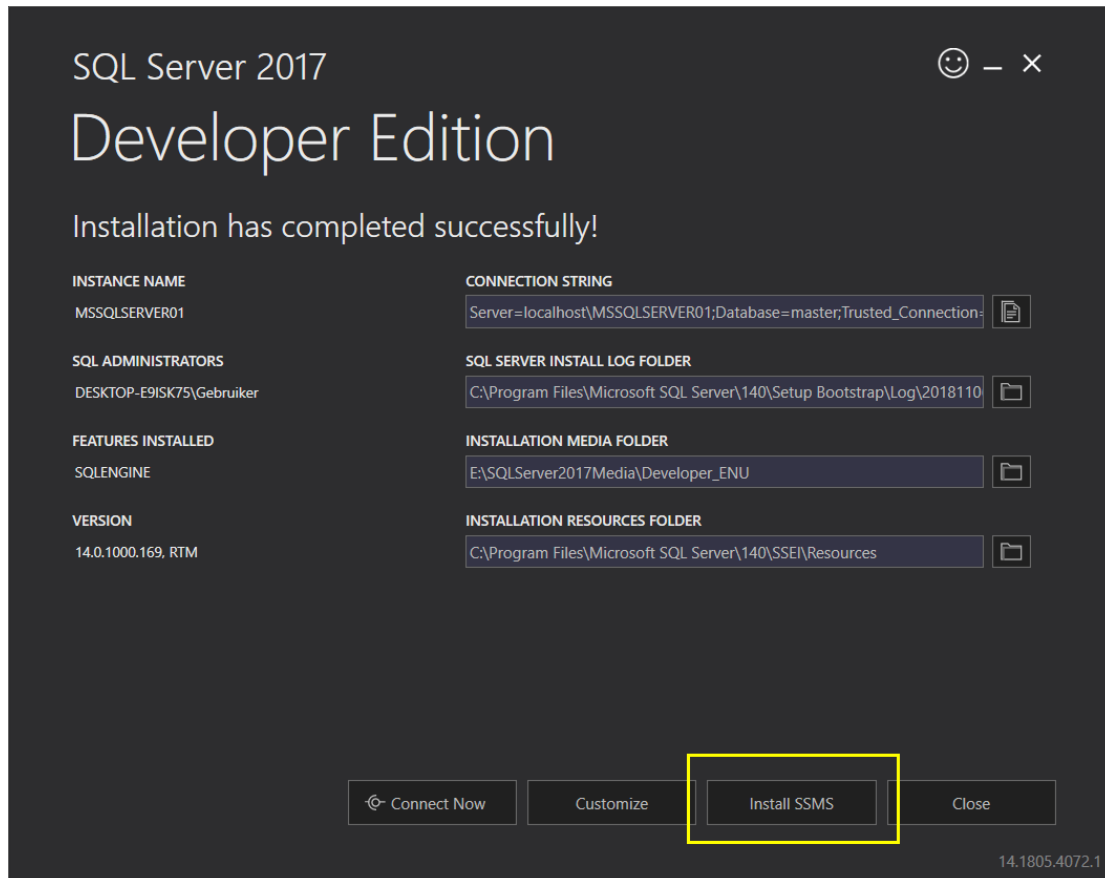 SQL Server 2017
Developer Edition
Installation has completed successfully!
INSTANCE NAME
MSSQLSERVER01
CONNECTION STRING
Server=localhost\MSSQLSERVER01;Database=master;Trusted_Connection=
SQL ADMINISTRATORS
DESKTOP-E9ISK75\Gebruiker
SQL SERVER INSTALL LOG FOLDER
C:\Program Files\Microsoft SQL Server\140\Setup Bootstrap\Log\2018110
FEATURES INSTALLED
SQLENGINE
INSTALLATION MEDIA FOLDER
E:\SQLServer2017Media\Developer_ENU
VERSION
14.0.1000.169, RTM
INSTALLATION RESOURCES FOLDER
C:\Program Files\Microsoft SQL Server\140\SSEI\Resources
Connect Now
Customize
Install SSMS
Close
14.1805.4072.1